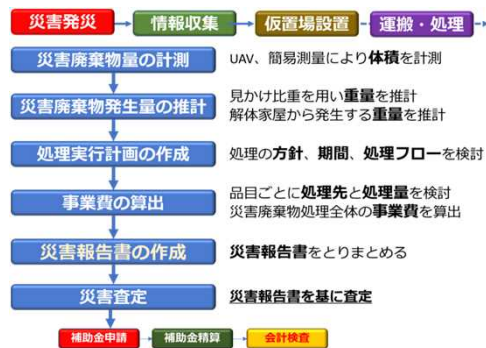 災害発災 情報収集 仮置場設置 運搬・処理
災害廃棄物量の計測 UAV、簡易測量により体積を計測
災害廃棄物発生量の推計 見かけ比重を用い重量を推計
解体家屋から発生する重量を推計
処理実行計画の作成 処理の方針、期間、処理フローを検討
事業費の算出 品目ごとに処理先と処理量を検討
災害廃棄物処理全体の事業費を算出
災害報告書の作成 災害報告書をとりまとめる
災害査定 災害報告書を基に査定
補助金申請 補助金精算 会計検査